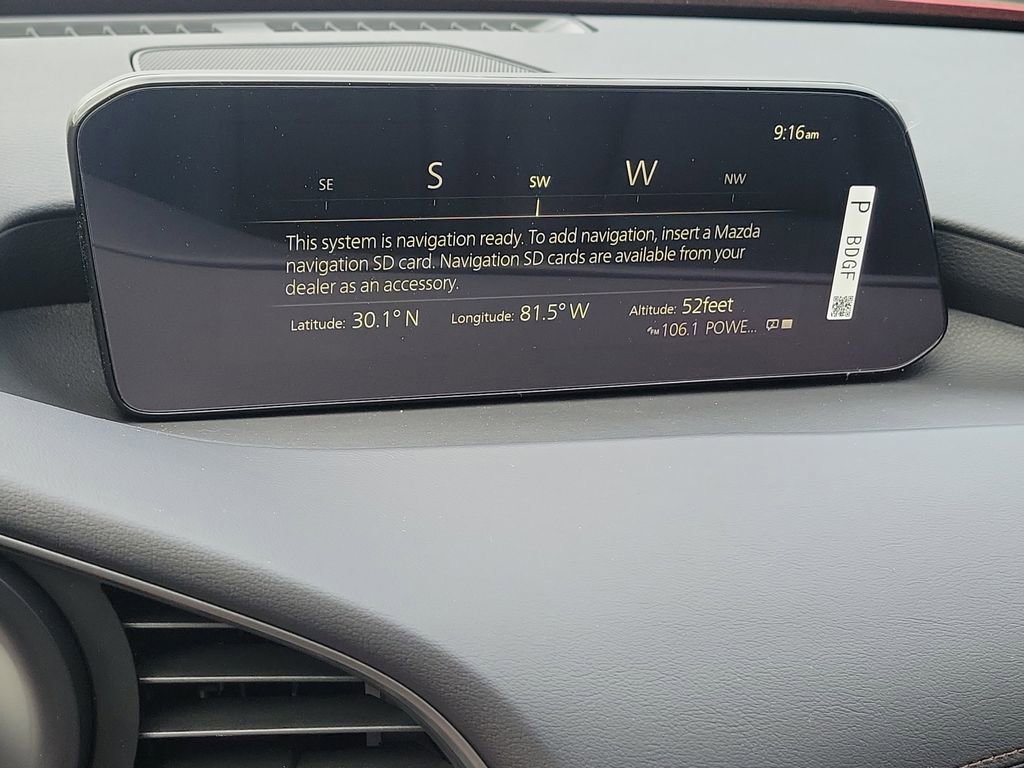 9:16am
SE S SW W NW
This system is navigation ready. To add navigation, insert a Mazda
navigation SD card. Navigation SD cards are available from your
dealer as an accessory.
Latitude: 30.1° N Longitude: 81.5° W Altitude: 52feet
FM 106.1 POWE...
P BDGF